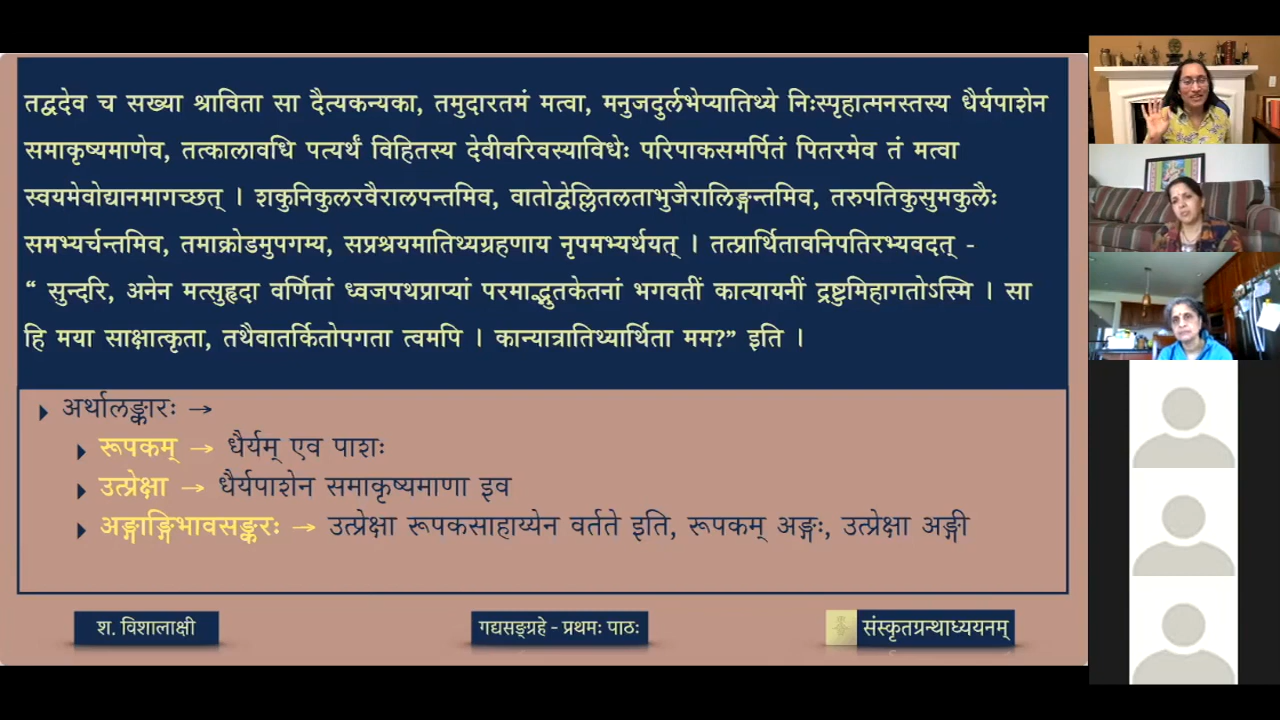 तद्वदेव च सख्या श्राविता सा दैत्यकन्यका, तमुदारतमं मत्वा, मनुजदुर्लभेप्यातिथ्ये निःस्पृहात्मनस्तस्य धैर्यपाशेन
समाकृष्यमाणेव, तत्कालावधि पत्यर्थं विहितस्य देवीवरिवस्याविधेः परिपाकसमर्पितं पितरमेव तं मत्वा
स्वयमेवोद्यानमागच्छत् । शकुनिकुलरवैरालपन्तमिव, वातोद्वेल्लितलताभुजैरालिङ्गन्तमिव, तरुपतिकुसुमकुलैः
समभ्यर्चन्तमिव, तमाक्रोडमुपगम्य, सप्रश्रयमातिथ्यग्रहणाय नृपमभ्यर्थयत् । तत्प्रार्थितावनिपतिरभ्यवदत् -
“ सुन्दरि, अनेन मत्सुहृदा वर्णितां ध्वजपथप्राप्यां परमाद्भुतकेतनां भगवतीं कात्यायनीं द्रष्टुमिहागतोऽस्मि । सा
हि मया साक्षात्कृता, तथैवातर्कितोपगता त्वमपि । कान्यात्रातिथ्यार्थिता मम?” इति ।
अर्थालङ्कारः →
रूपकम् → धैर्यम् एव पाशः
उत्प्रेक्षा → धैर्यपाशेन समाकृष्यमाणा इव
अङ्गाङ्गिभावसङ्करः → उत्प्रेक्षा रूपकसाहाय्येन वर्तते इति, रूपकम् अङ्गः, उत्प्रेक्षा अङ्गी
श. विशालाक्षी
गद्यसङ्ग्रहे - प्रथमः पाठः
संस्कृतग्रन्थाध्ययनम्